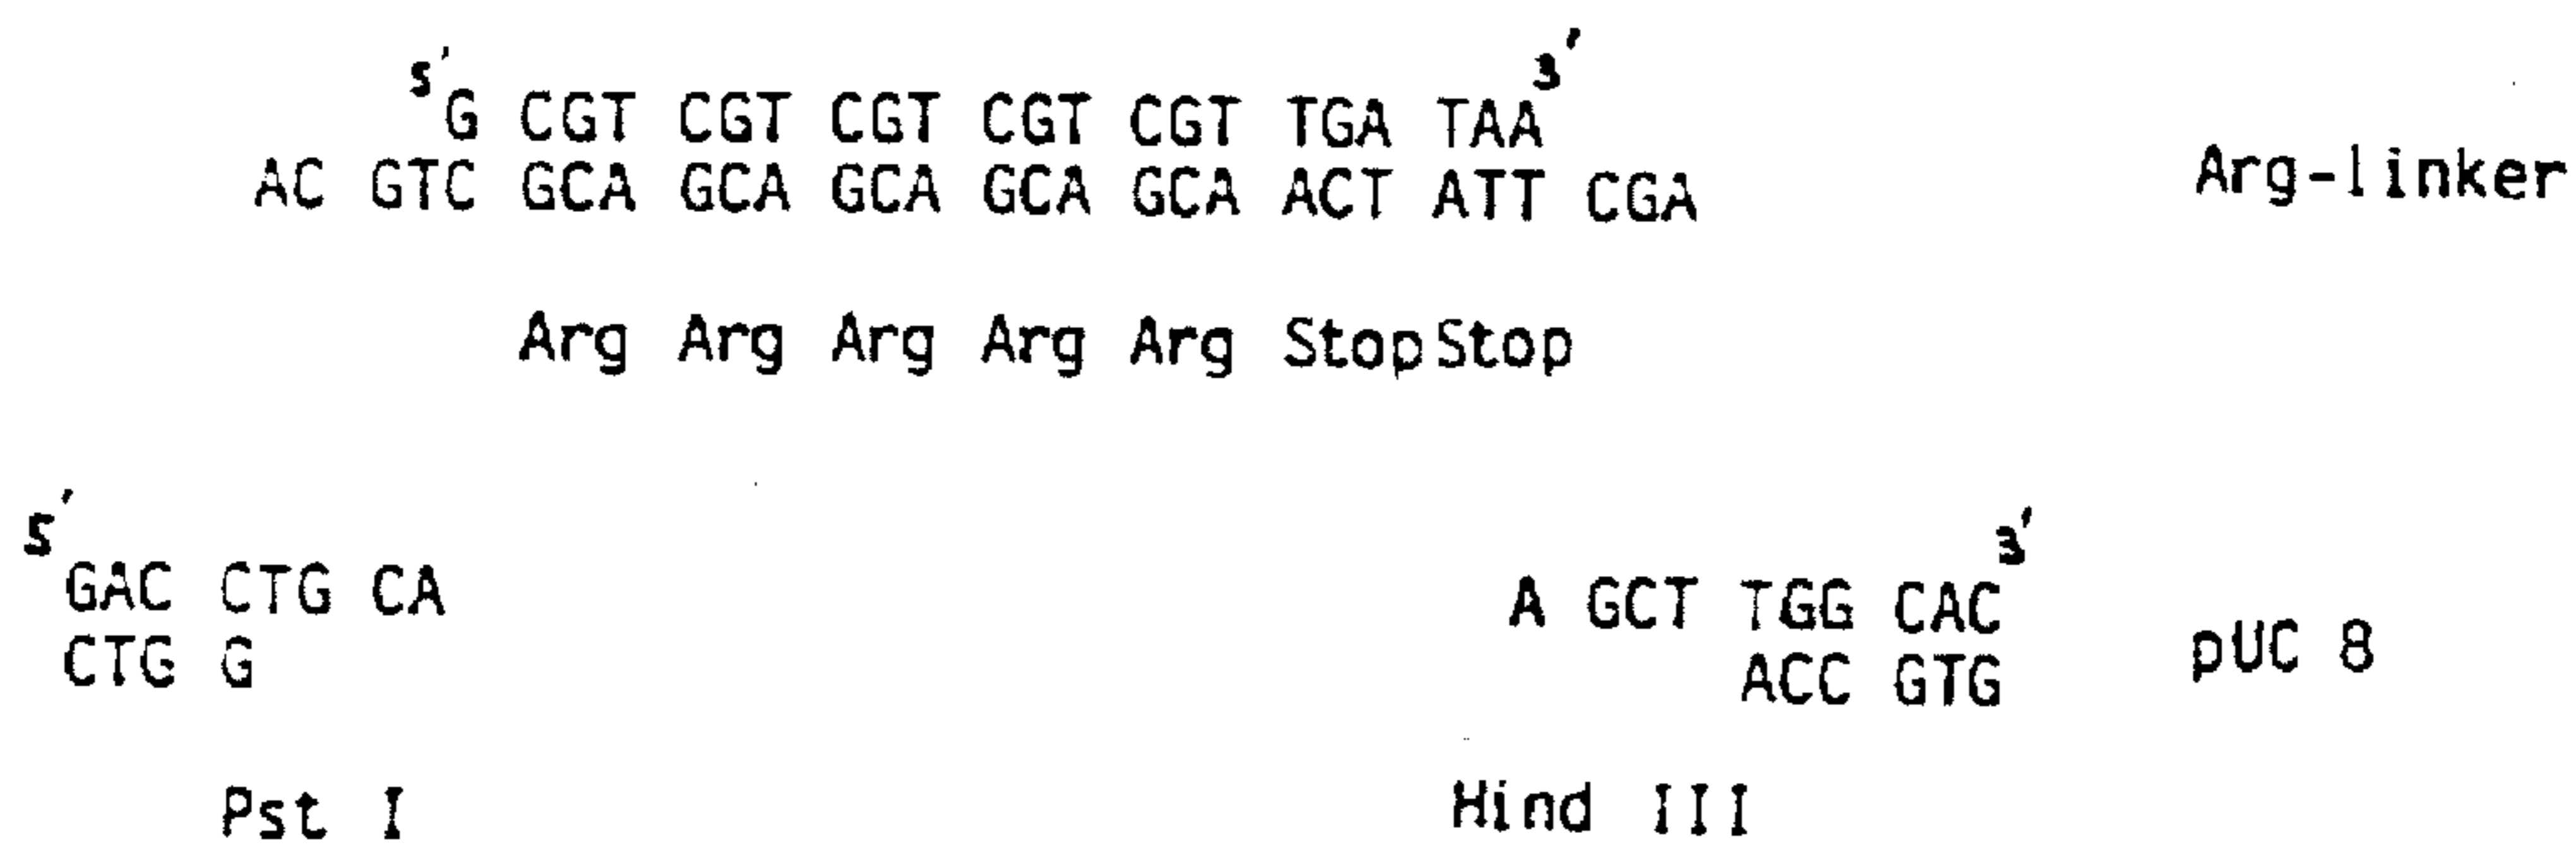 5' G CGT CGT CGT CGT CGT TGA TAA 3'
AC GTC GCA GCA GCA GCA GCA ACT ATT CGA Arg-linker
Arg Arg Arg Arg Arg Stop Stop
5' GAC CTG CA A GCT TGG CAC 3'
CTG G ACC GTG pUC 8
Pst I Hind III